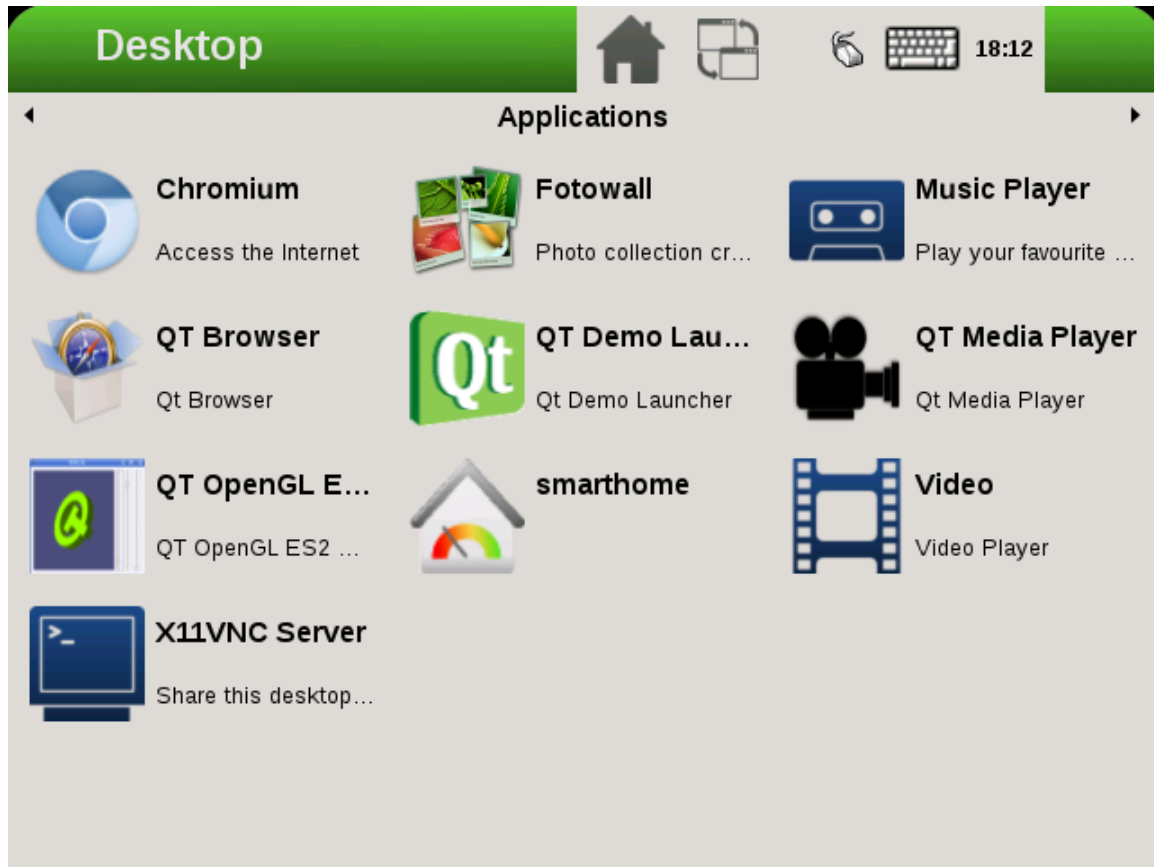 Desktop
18:12
Applications
Chromium
Access the Internet
Fotowall
Photo collection cr...
Music Player
Play your favourite ...
QT Browser
Qt Browser
Qt
QT Demo Lau...
Qt Demo Launcher
QT Media Player
Qt Media Player
QT OpenGL E...
QT OpenGL ES2 ...
smarthome
Video
Video Player
>_
X11VNC Server
Share this desktop...